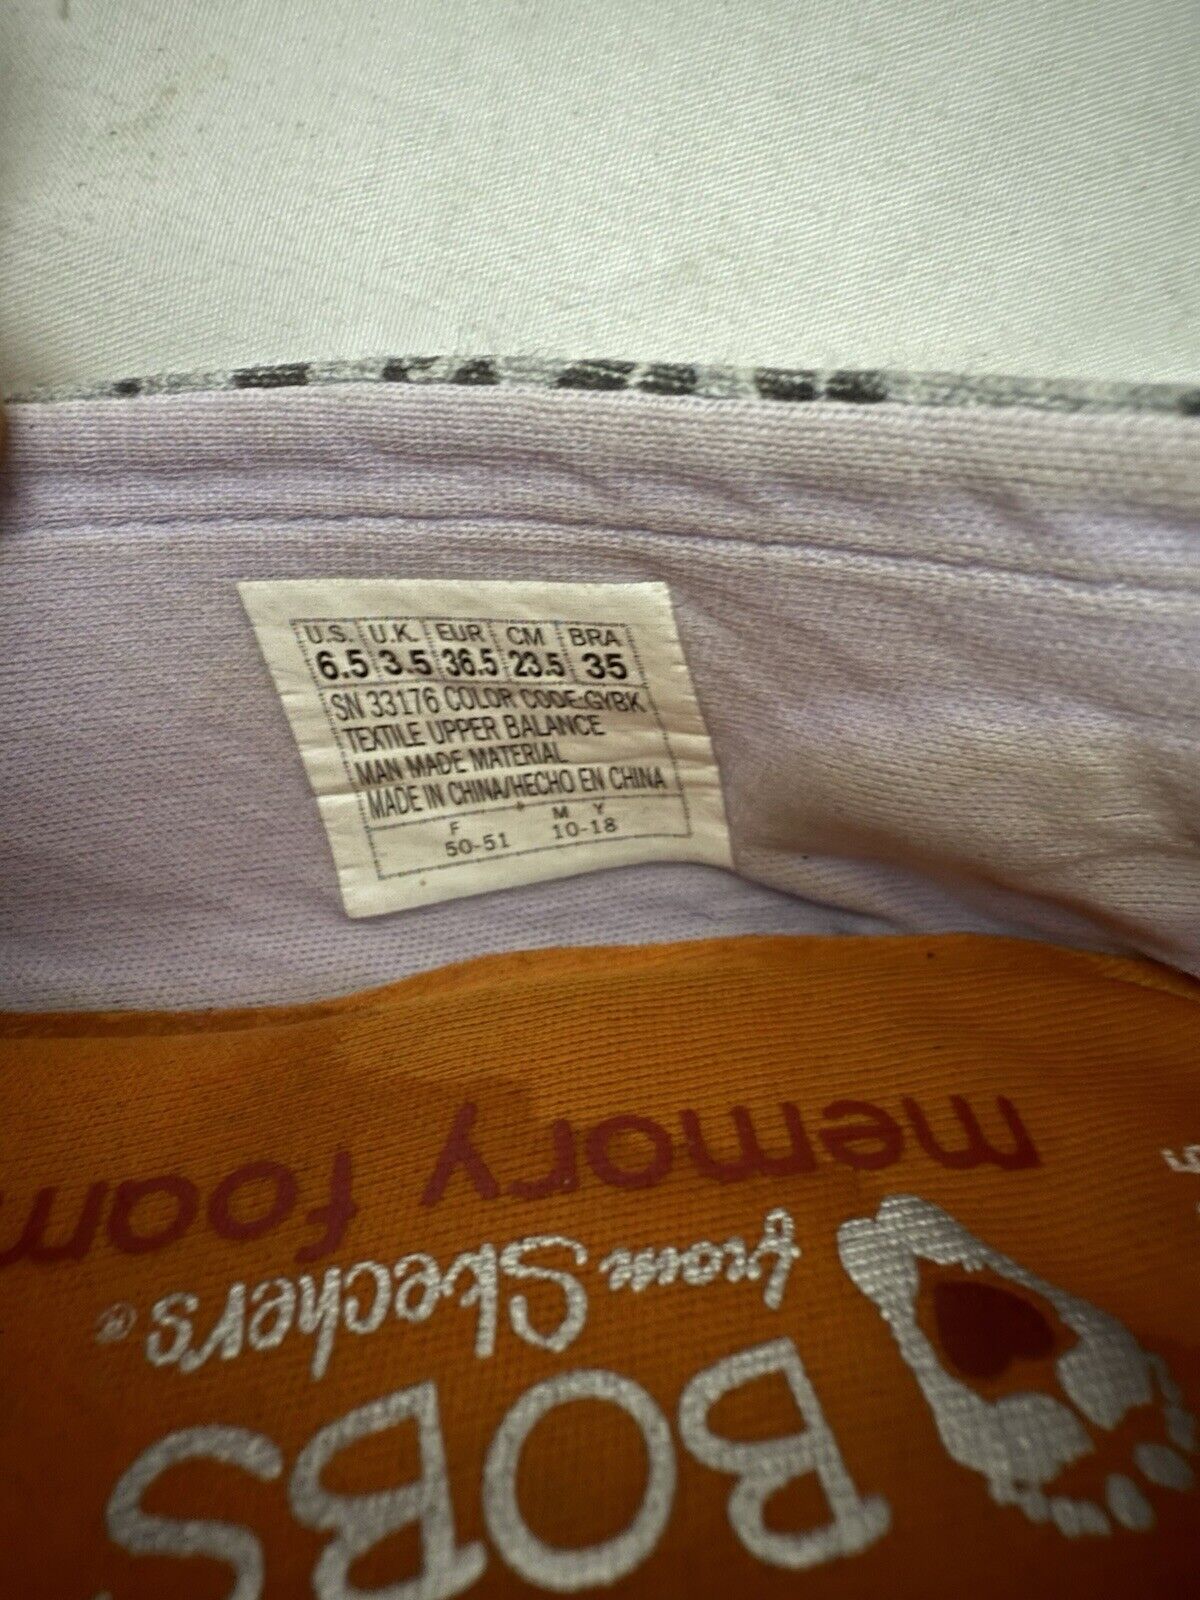 U.S. U.K. EUR CM BRA
6.5 3.5 36.5 23.5 35
SN 33176 COLOR CODE:GYBK
TEXTILE UPPER BALANCE
MAN MADE MATERIAL
MADE IN CHINA/HECHO EN CHINA
F M Y
50-51 10-18
memory foam
from Skechers®
BOBS